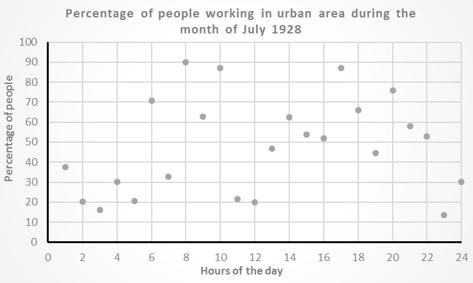 Percentage of people working in urban area during the
month of July 1928
Percentage of people
100
90
80
70
60
50
40
30
20
10
0
0 2 4 6 8 10 12 14 16 18 20 22 24
Hours of the day